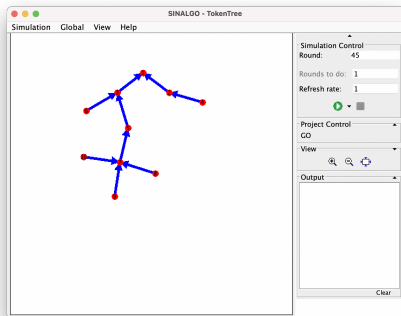 SINALGO - TokenTree
Simulation Global View Help
Simulation Control
Round: 45
Rounds to do: 1
Refresh rate: 1
Project Control
GO
View
Output
Clear